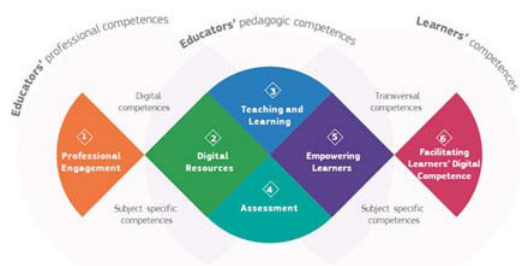 Educators' professional competences
Educators' pedagogic competences
Learners' competences
Digital
competences
Transversal
competences
1
Professional
Engagement
2
Digital
Resources
3
Teaching and
Learning
4
Assessment
5
Empowering
Learners
6
Facilitating
Learners' Digital
Competence
Subject specific
competences
Subject specific
competences